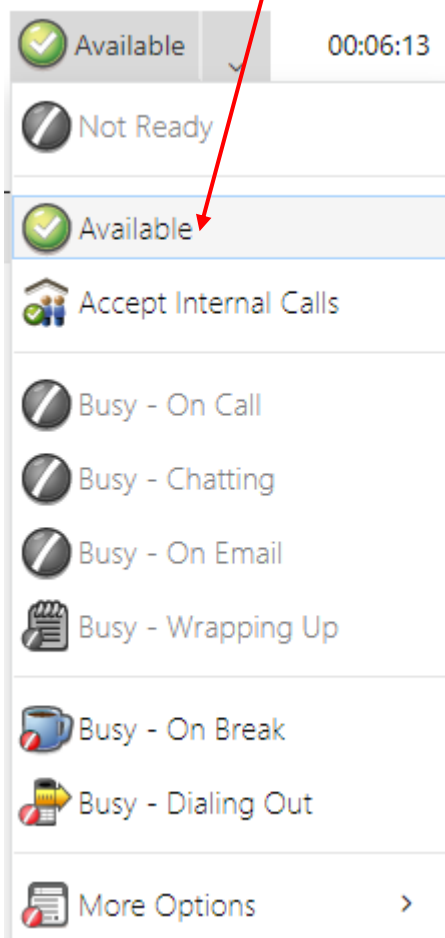 Available 00:06:13
Not Ready
Available
Accept Internal Calls
Busy - On Call
Busy - Chatting
Busy - On Email
Busy - Wrapping Up
Busy - On Break
Busy - Dialing Out
More Options